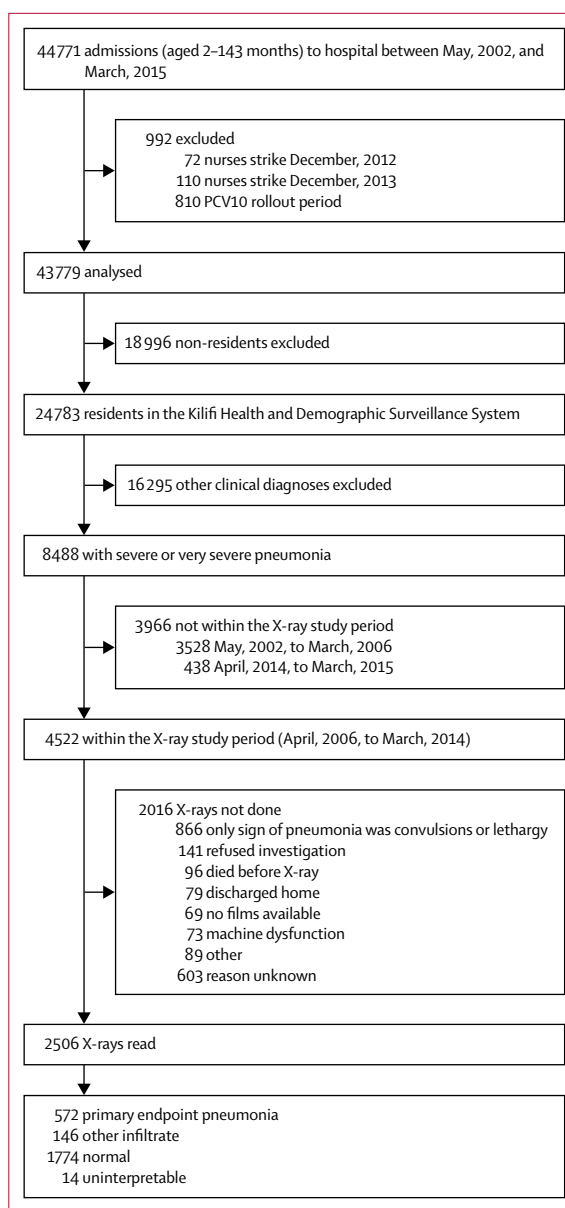 44771 admissions (aged 2–143 months) to hospital between May, 2002, and
March, 2015
992 excluded
72 nurses strike December, 2012
110 nurses strike December, 2013
810 PCV10 rollout period
43779 analysed
18996 non-residents excluded
24783 residents in the Kilifi Health and Demographic Surveillance System
16295 other clinical diagnoses excluded
8488 with severe or very severe pneumonia
3966 not within the X-ray study period
3528 May, 2002, to March, 2006
438 April, 2014, to March, 2015
4522 within the X-ray study period (April, 2006, to March, 2014)
2016 X-rays not done
866 only sign of pneumonia was convulsions or lethargy
141 refused investigation
96 died before X-ray
79 discharged home
69 no films available
73 machine dysfunction
89 other
603 reason unknown
2506 X-rays read
572 primary endpoint pneumonia
146 other infiltrate
1774 normal
14 uninterpretable